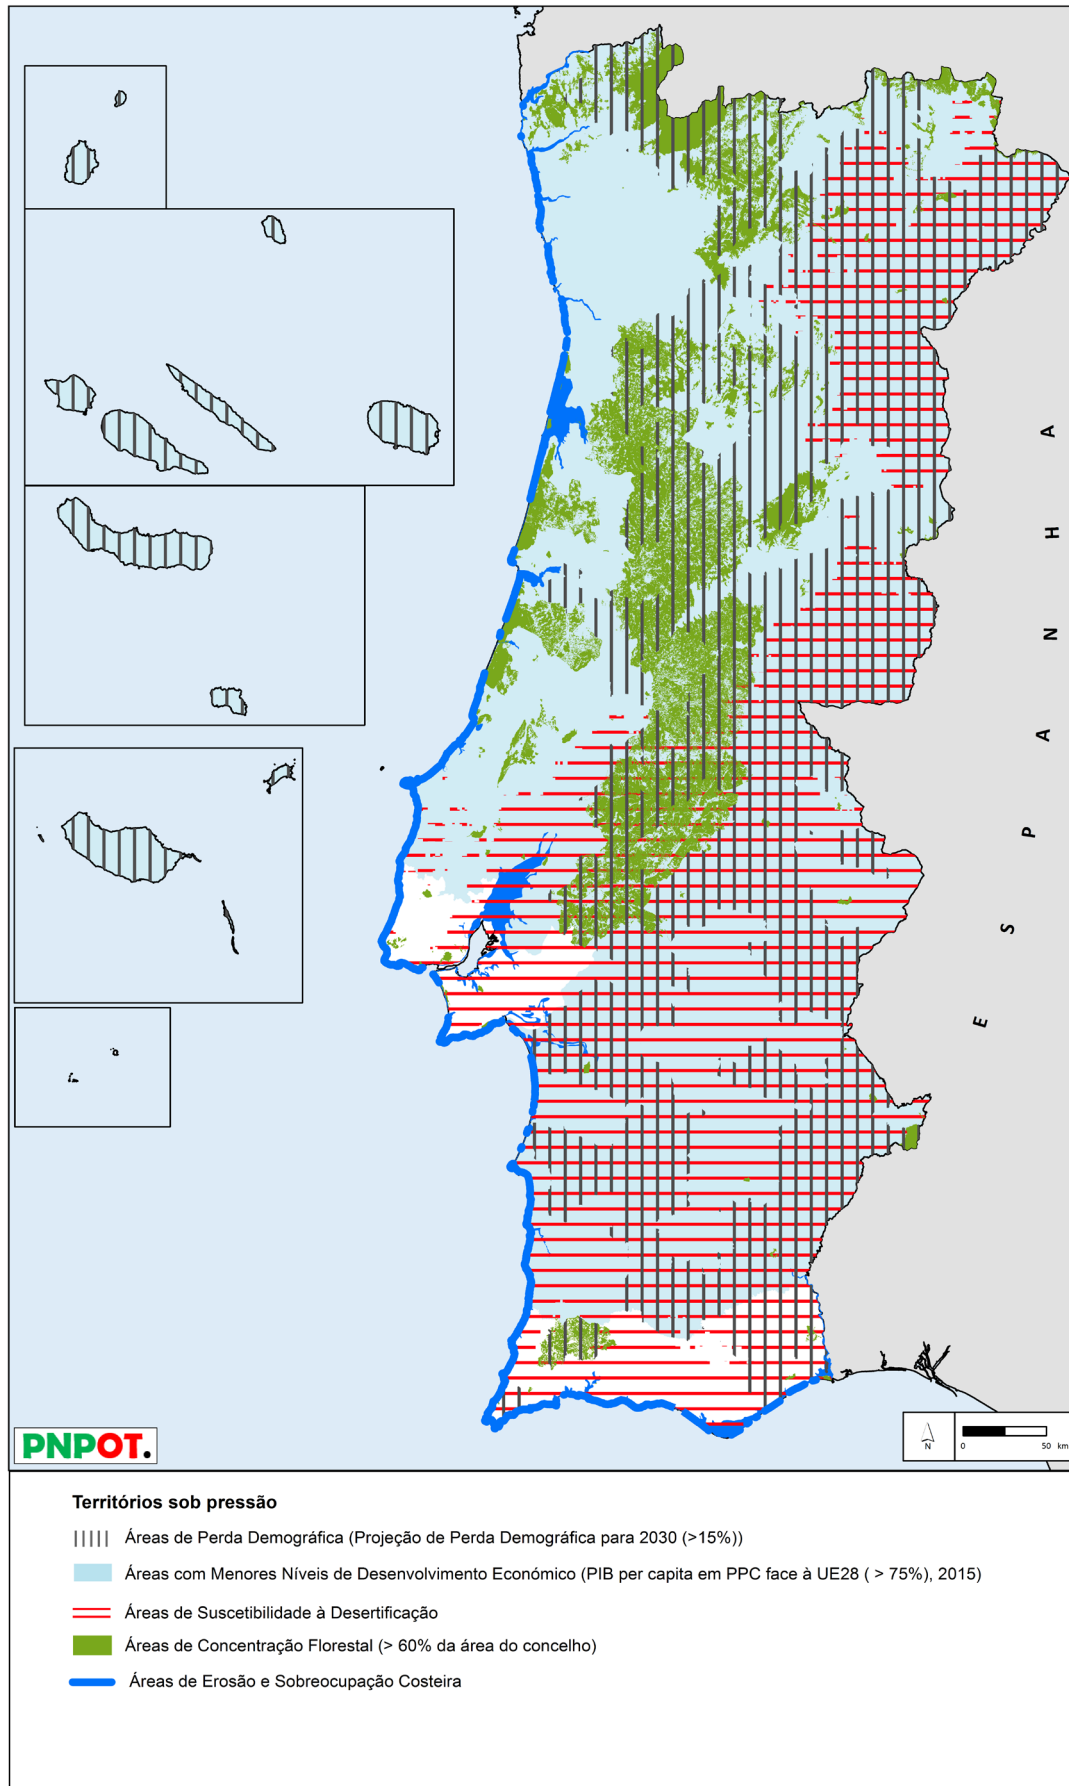 E S P A N H A
PNPOT.
N
0 50 km
Territórios sob pressão
Áreas de Perda Demográfica (Projeção de Perda Demográfica para 2030 (>15%))
Áreas com Menores Níveis de Desenvolvimento Económico (PIB per capita em PPC face à UE28 ( > 75%), 2015)
Áreas de Suscetibilidade à Desertificação
Áreas de Concentração Florestal (> 60% da área do concelho)
Áreas de Erosão e Sobreocupação Costeira